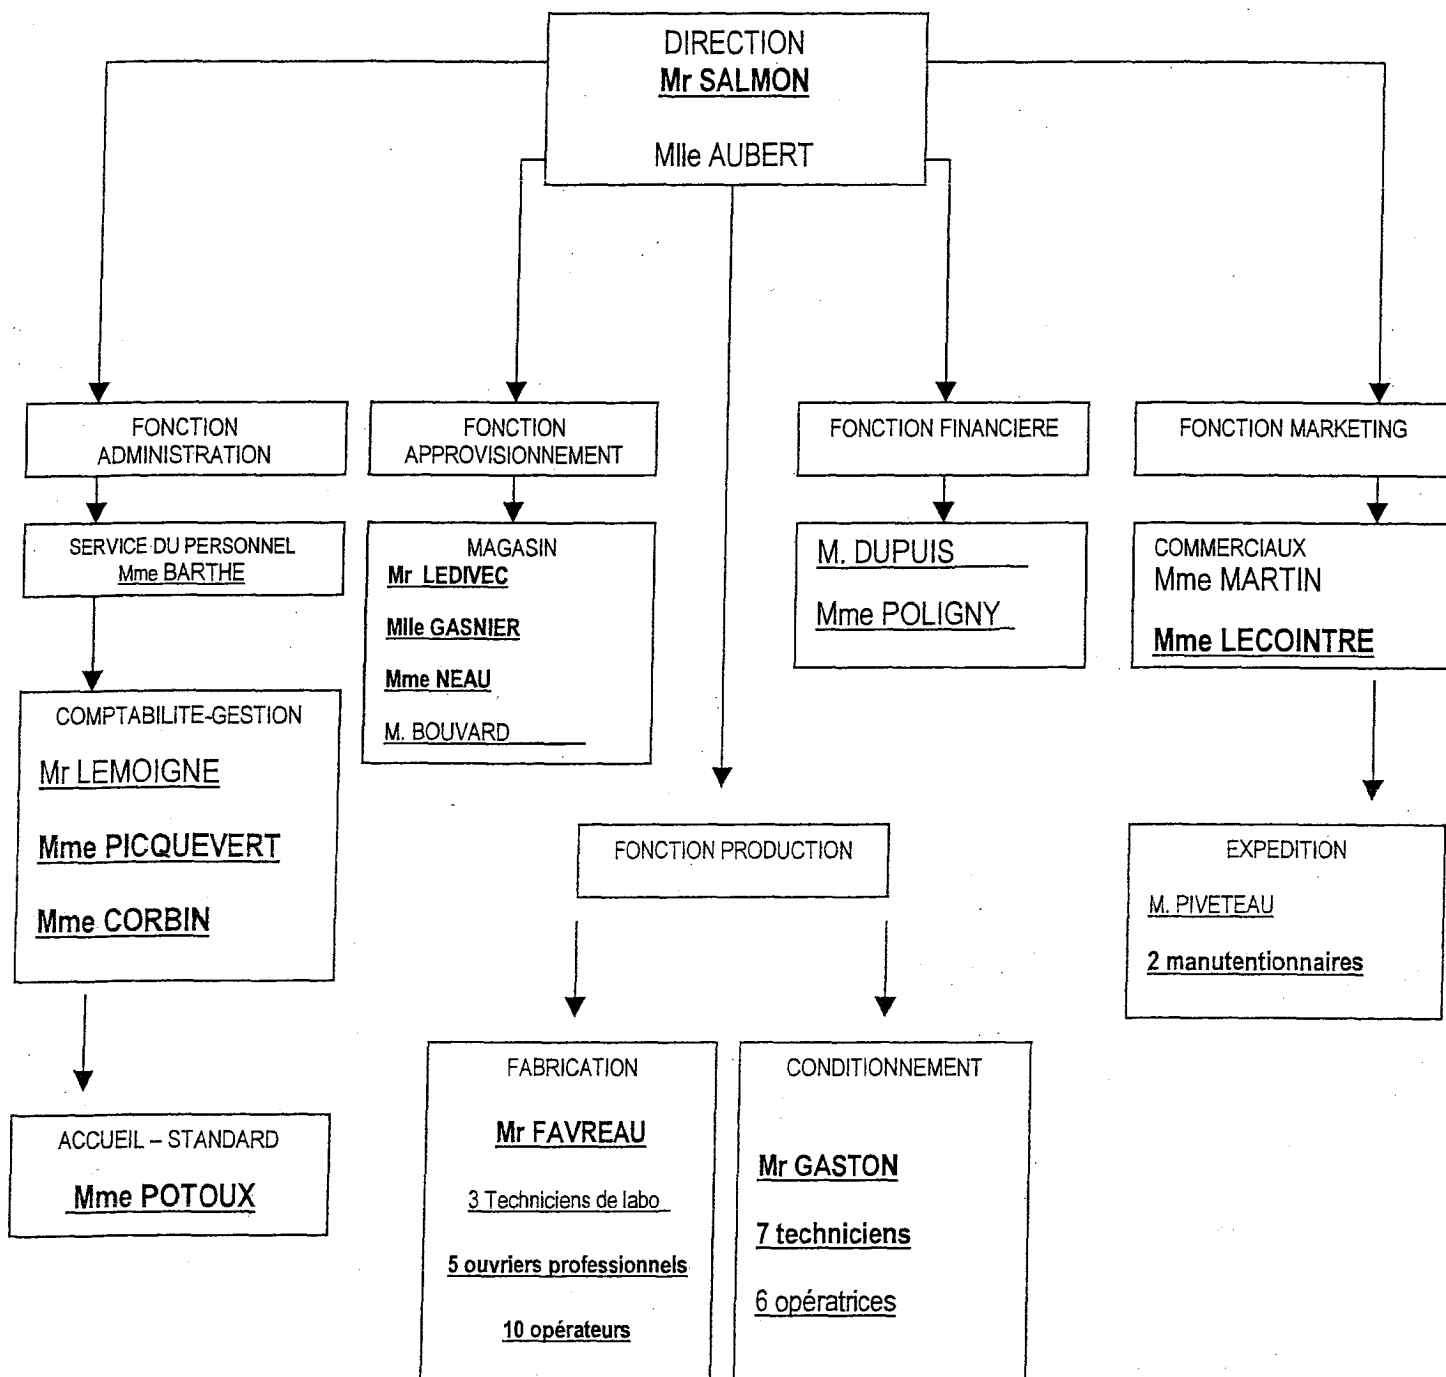 DIRECTION
Mr SALMON
Mlle AUBERT
FONCTION
ADMINISTRATION
FONCTION
APPROVISIONNEMENT
FONCTION FINANCIERE
FONCTION MARKETING
SERVICE DU PERSONNEL
Mme BARTHE
MAGASIN
Mr LEDIVEC
Mlle GASNIER
Mme NEAU
M. BOUVARD
M. DUPUIS
Mme POLIGNY
COMMERCIAUX
Mme MARTIN
Mme LECOINTRE
COMPTABILITE-GESTION
Mr LEMOIGNE
Mme PICQUEVERT
Mme CORBIN
FONCTION PRODUCTION
EXPEDITION
M. PIVETEAU
2 manutentionnaires
ACCUEIL – STANDARD
Mme POTOUX
FABRICATION
Mr FAVREAU
3 Techniciens de labo
5 ouvriers professionnels
10 opérateurs
CONDITIONNEMENT
Mr GASTON
7 techniciens
6 opératrices